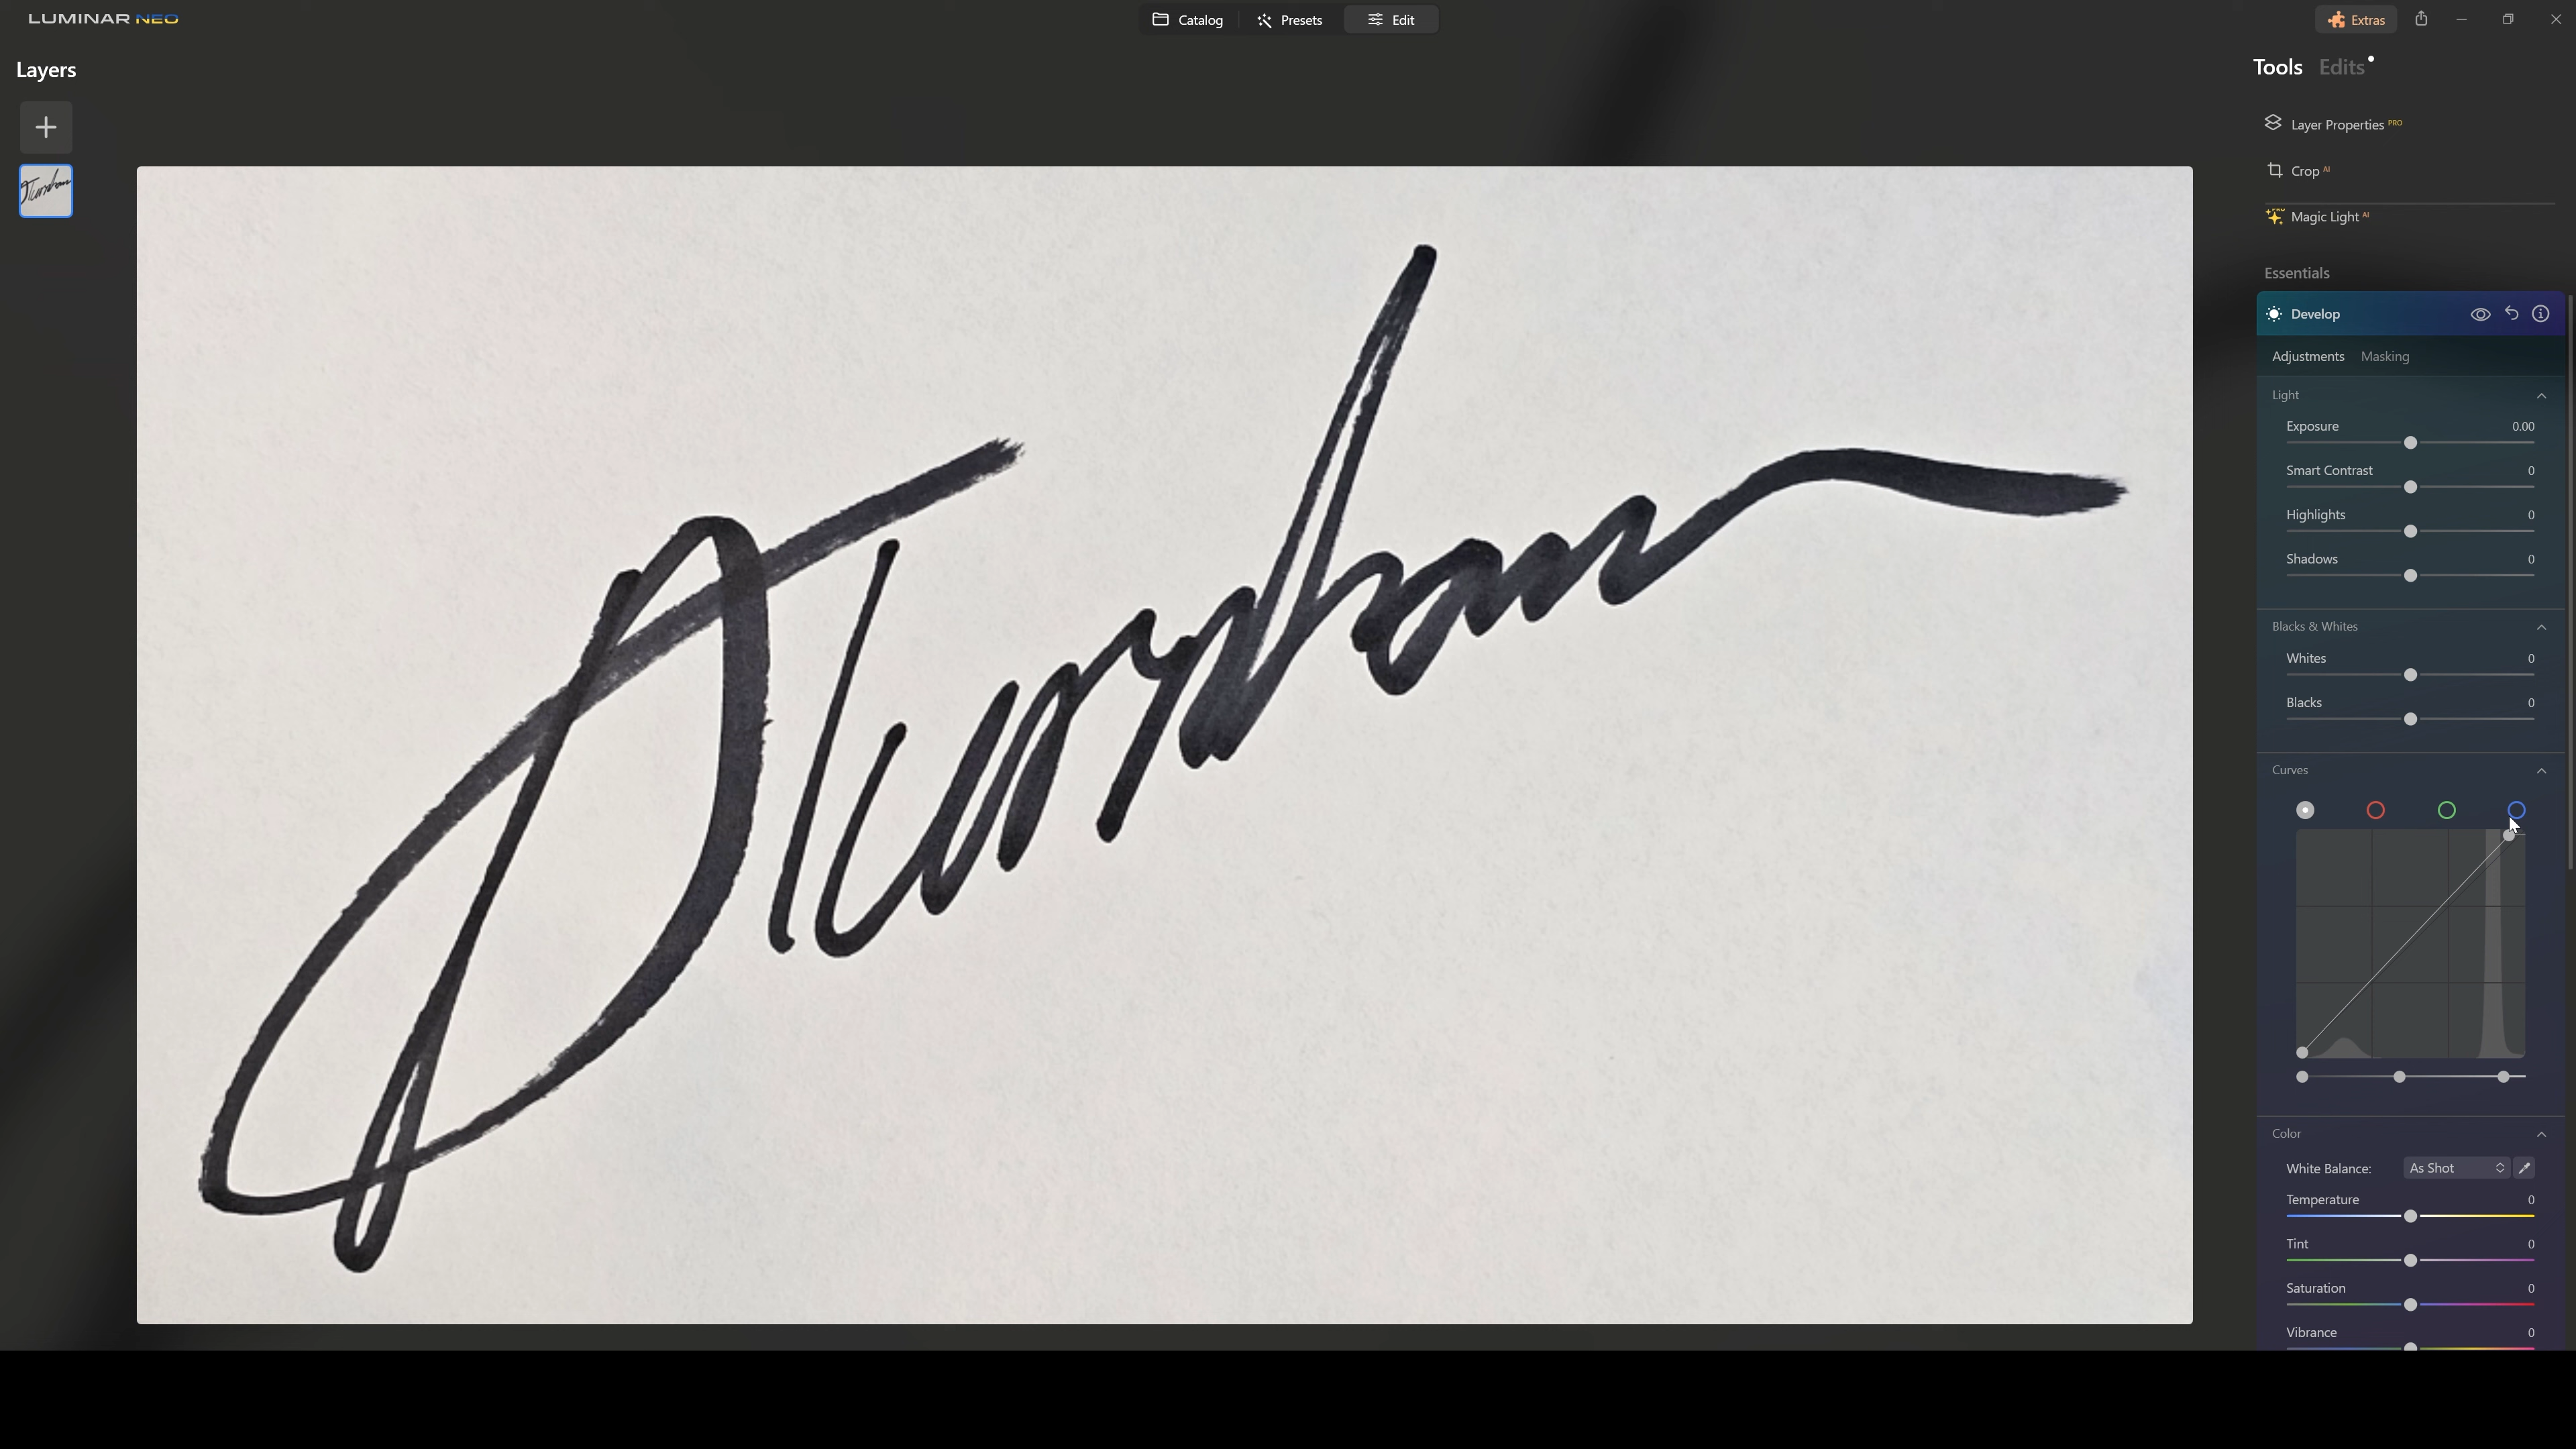 LUMINAR NEO
Catalog
Presets
Edit
Extras
Layers
Tools Edits
Layer Properties PRO
Crop AI
Magic Light AI
Essentials
Develop
Adjustments Masking
Light
Exposure 0.00
Smart Contrast 0
Highlights 0
Shadows 0
Blacks & Whites
Whites 0
Blacks 0
Curves
Color
White Balance: As Shot
Temperature 0
Tint 0
Saturation 0
Vibrance 0